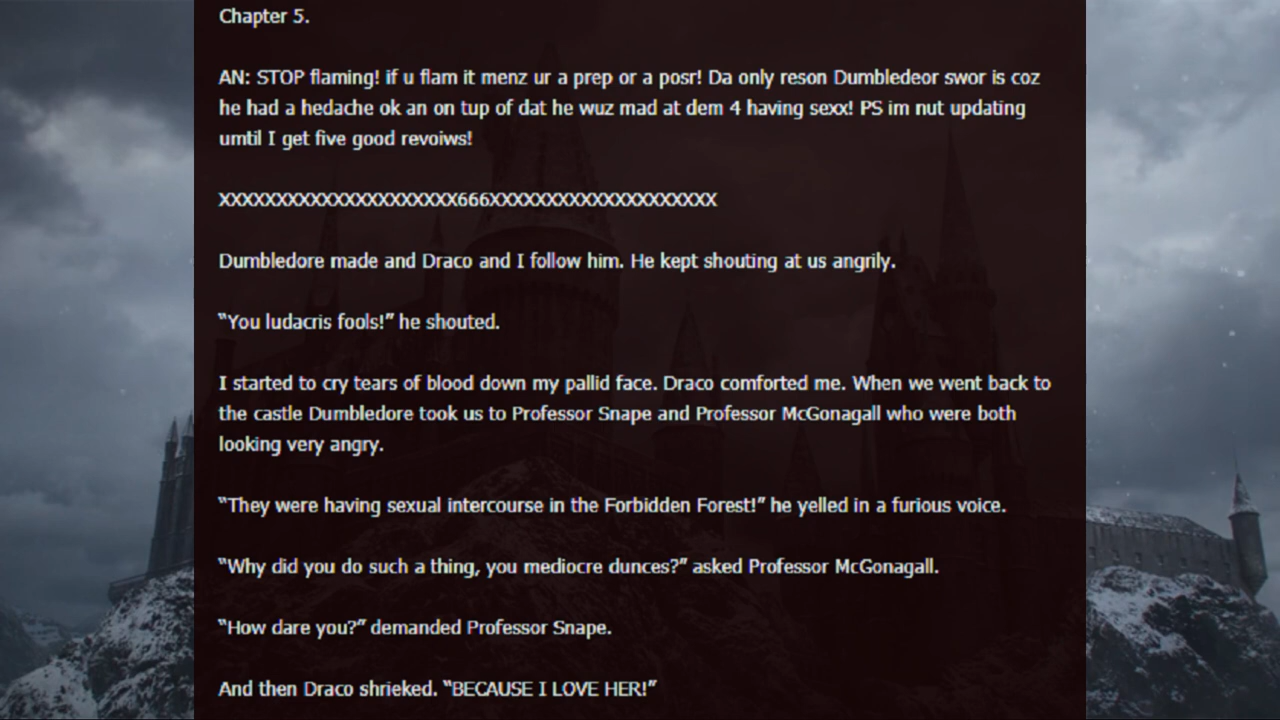 Chapter 5.
AN: STOP flaming! if u flam it menz ur a prep or a posr! Da only reson Dumbledeor swor is coz
he had a hedache ok an on tup of dat he wuz mad at dem 4 having sexx! PS im nut updating
umtil I get five good revoiws!
XXXXXXXXXXXXXXXXXXXXXX666XXXXXXXXXXXXXXXXXXXXX
Dumbledore made and Draco and I follow him. He kept shouting at us angrily.
“You ludacris fools!” he shouted.
I started to cry tears of blood down my pallid face. Draco comforted me. When we went back to
the castle Dumbledore took us to Professor Snape and Professor McGonagall who were both
looking very angry.
“They were having sexual intercourse in the Forbidden Forest!” he yelled in a furious voice.
“Why did you do such a thing, you mediocre dunces?” asked Professor McGonagall.
“How dare you?” demanded Professor Snape.
And then Draco shrieked. “BECAUSE I LOVE HER!”